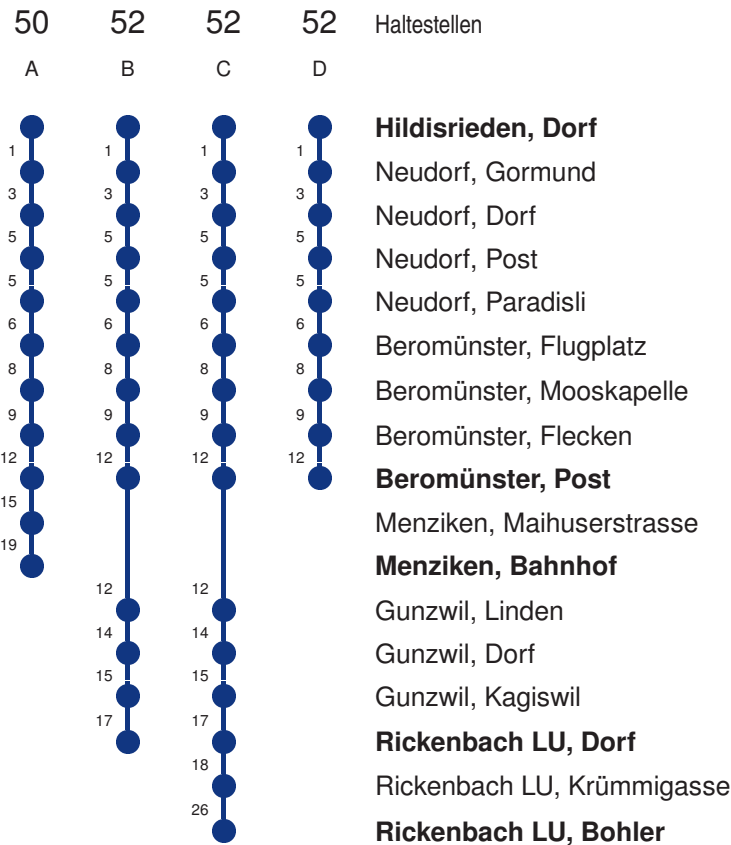 50 52 52 52 Haltestellen
A B C D
Hildisrieden, Dorf
1 1 1 1
Neudorf, Gormund
3 3 3 3
Neudorf, Dorf
5 5 5 5
Neudorf, Post
5 5 5 5
Neudorf, Paradisli
6 6 6 6
Beromünster, Flugplatz
8 8 8 8
Beromünster, Mooskapelle
9 9 9 9
Beromünster, Flecken
12 12 12 12
Beromünster, Post
15
Menziken, Maihuserstrasse
19
Menziken, Bahnhof
12 12
Gunzwil, Linden
14 14
Gunzwil, Dorf
15 15
Gunzwil, Kagiswil
17 17
Rickenbach LU, Dorf
18
Rickenbach LU, Krümmigasse
26
Rickenbach LU, Bohler